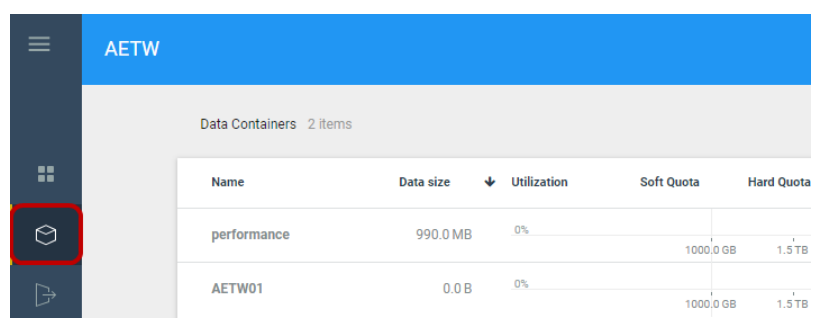 AETW
Data Containers 2 items
Name Data size Utilization Soft Quota Hard Quota
performance 990.0 MB 0% 1000.0 GB 1.5 TB
AETW01 0.0 B 0% 1000.0 GB 1.5 TB